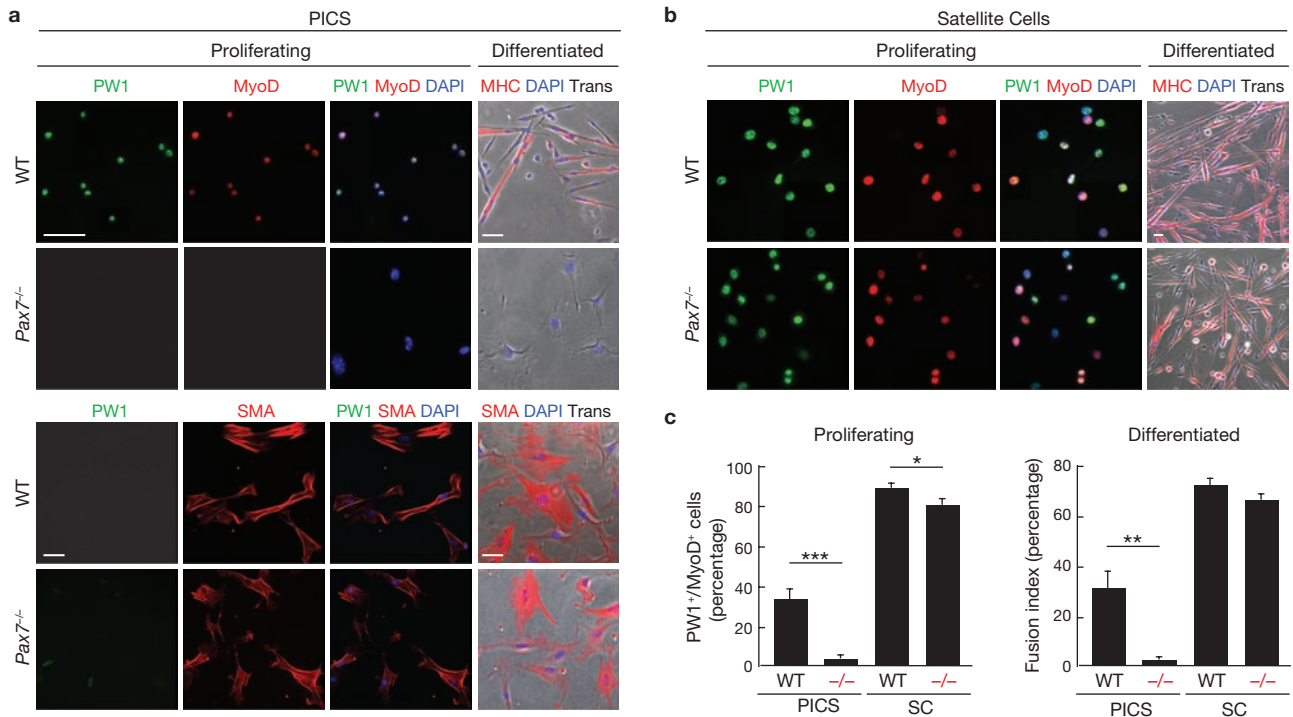 a
PICS
Proliferating Differentiated
PW1 MyoD PW1 MyoD DAPI MHC DAPI Trans
WT
Pax7–/–
PW1 SMA PW1 SMA DAPI SMA DAPI Trans
WT
Pax7–/–
b
Satellite Cells
Proliferating Differentiated
PW1 MyoD PW1 MyoD DAPI MHC DAPI Trans
WT
Pax7–/–
c
Proliferating
PW1+/MyoD+ cells
(percentage)
100
80
60
40
20
0
***
*
WT –/– WT –/–
PICS SC
Differentiated
Fusion index (percentage)
80
60
40
20
0
**
WT –/– WT –/–
PICS SC